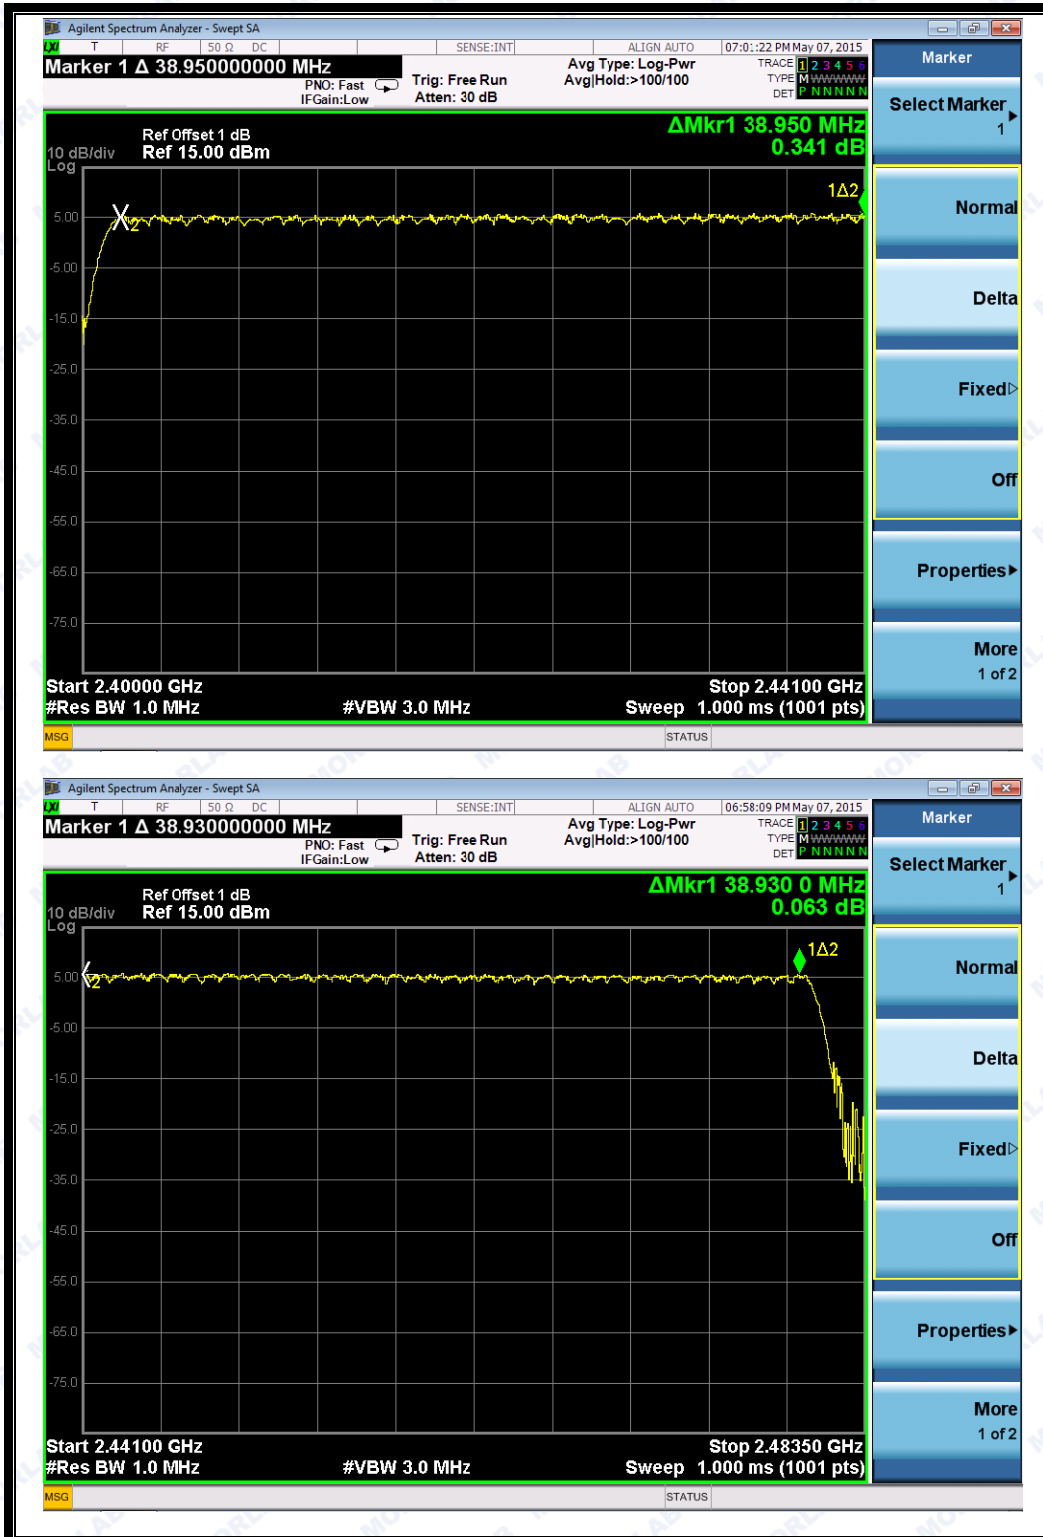 Agilent Spectrum Analyzer - Swept SA
LXI T RF 50 Ω DC SENSE:INT ALIGN AUTO 07:01:22 PM May 07, 2015
Marker 1 Δ 38.950000000 MHz
PNO: Fast
IFGain:Low
Trig: Free Run
Atten: 30 dB
Avg Type: Log-Pwr
Avg|Hold:>100/100
TRACE 1 2 3 4 5 6
TYPE M WWWWW
DET P N N N N N
ΔMkr1 38.950 MHz
0.341 dB
Ref Offset 1 dB
10 dB/div Ref 15.00 dBm
Log
1Δ2
2
5.00
-5.00
-15.0
-25.0
-35.0
-45.0
-55.0
-65.0
-75.0
Start 2.40000 GHz Stop 2.44100 GHz
#Res BW 1.0 MHz #VBW 3.0 MHz Sweep 1.000 ms (1001 pts)
MSG STATUS
Marker
Select Marker
1
Normal
Delta
Fixed
Off
Properties
More
1 of 2
Agilent Spectrum Analyzer - Swept SA
LXI T RF 50 Ω DC SENSE:INT ALIGN AUTO 06:58:09 PM May 07, 2015
Marker 1 Δ 38.930000000 MHz
PNO: Fast
IFGain:Low
Trig: Free Run
Atten: 30 dB
Avg Type: Log-Pwr
Avg|Hold:>100/100
TRACE 1 2 3 4 5 6
TYPE M WWWWW
DET P N N N N N
ΔMkr1 38.930 0 MHz
0.063 dB
Ref Offset 1 dB
10 dB/div Ref 15.00 dBm
Log
1Δ2
2
5.00
-5.00
-15.0
-25.0
-35.0
-45.0
-55.0
-65.0
-75.0
Start 2.44100 GHz Stop 2.48350 GHz
#Res BW 1.0 MHz #VBW 3.0 MHz Sweep 1.000 ms (1001 pts)
MSG STATUS
Marker
Select Marker
1
Normal
Delta
Fixed
Off
Properties
More
1 of 2